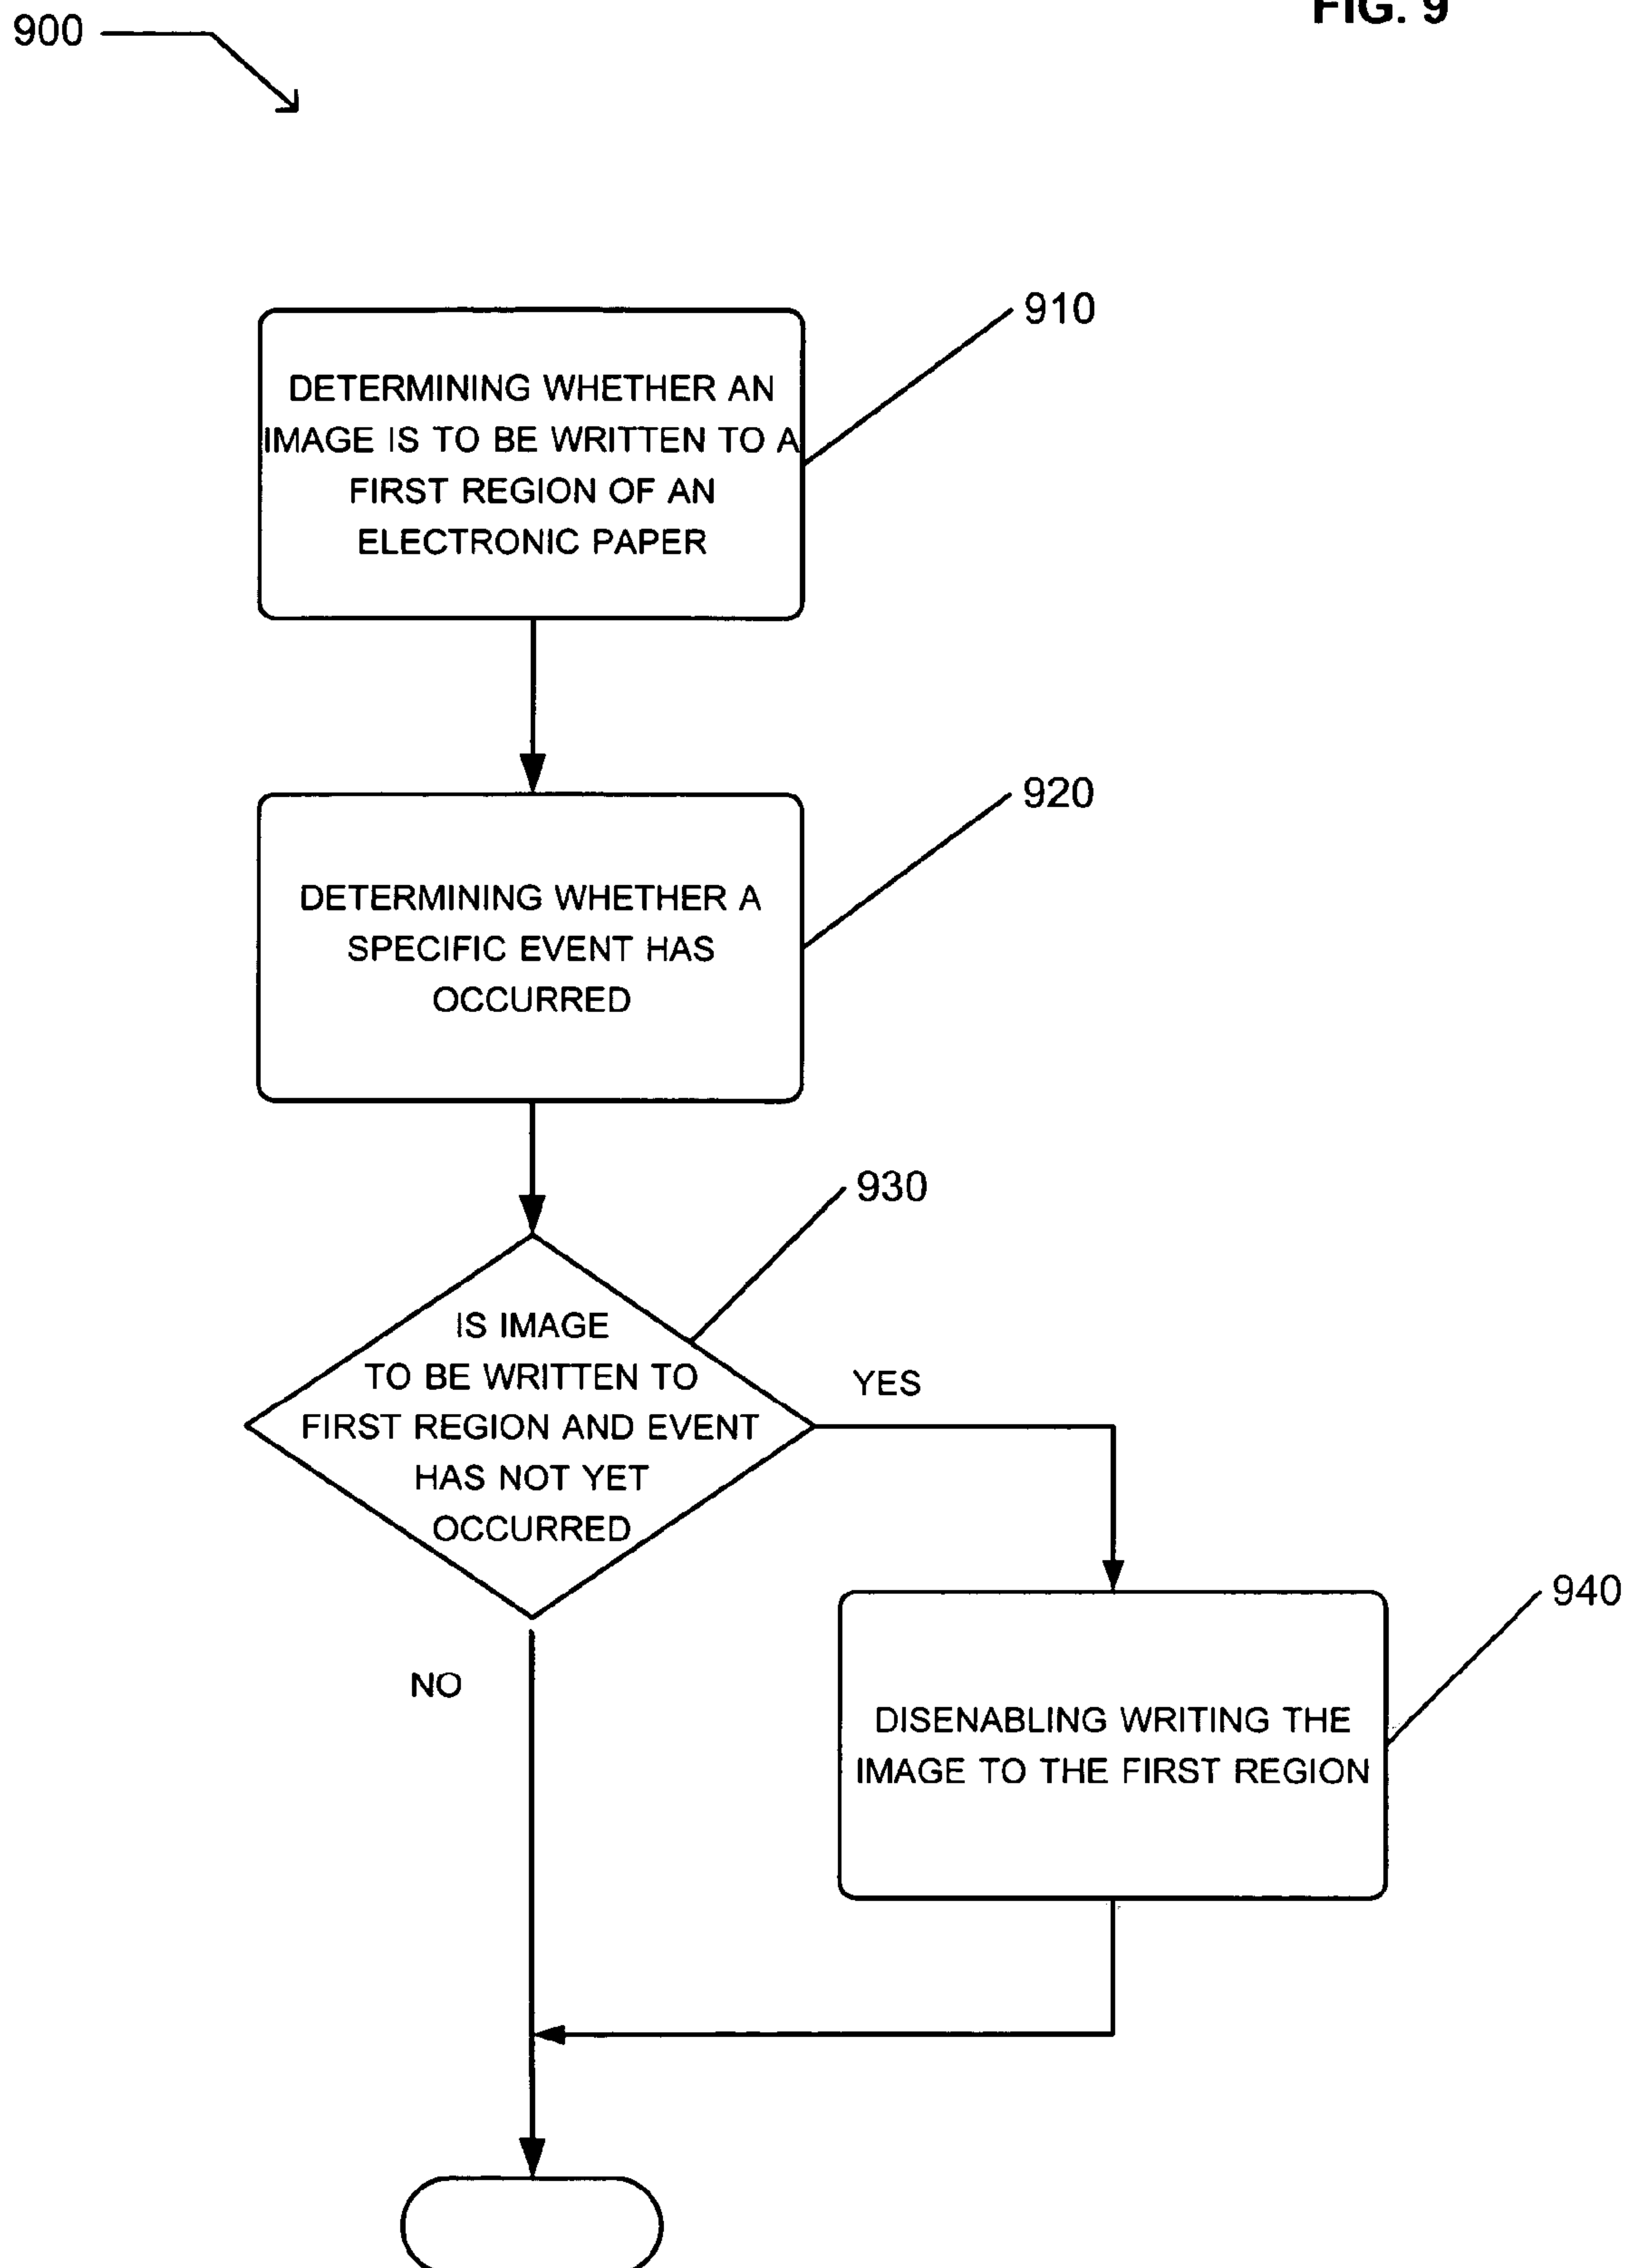 900
FIG. 9
910
DETERMINING WHETHER AN
IMAGE IS TO BE WRITTEN TO A
FIRST REGION OF AN
ELECTRONIC PAPER
920
DETERMINING WHETHER A
SPECIFIC EVENT HAS
OCCURRED
930
IS IMAGE
TO BE WRITTEN TO
FIRST REGION AND EVENT
HAS NOT YET
OCCURRED
YES
NO
940
DISENABLING WRITING THE
IMAGE TO THE FIRST REGION